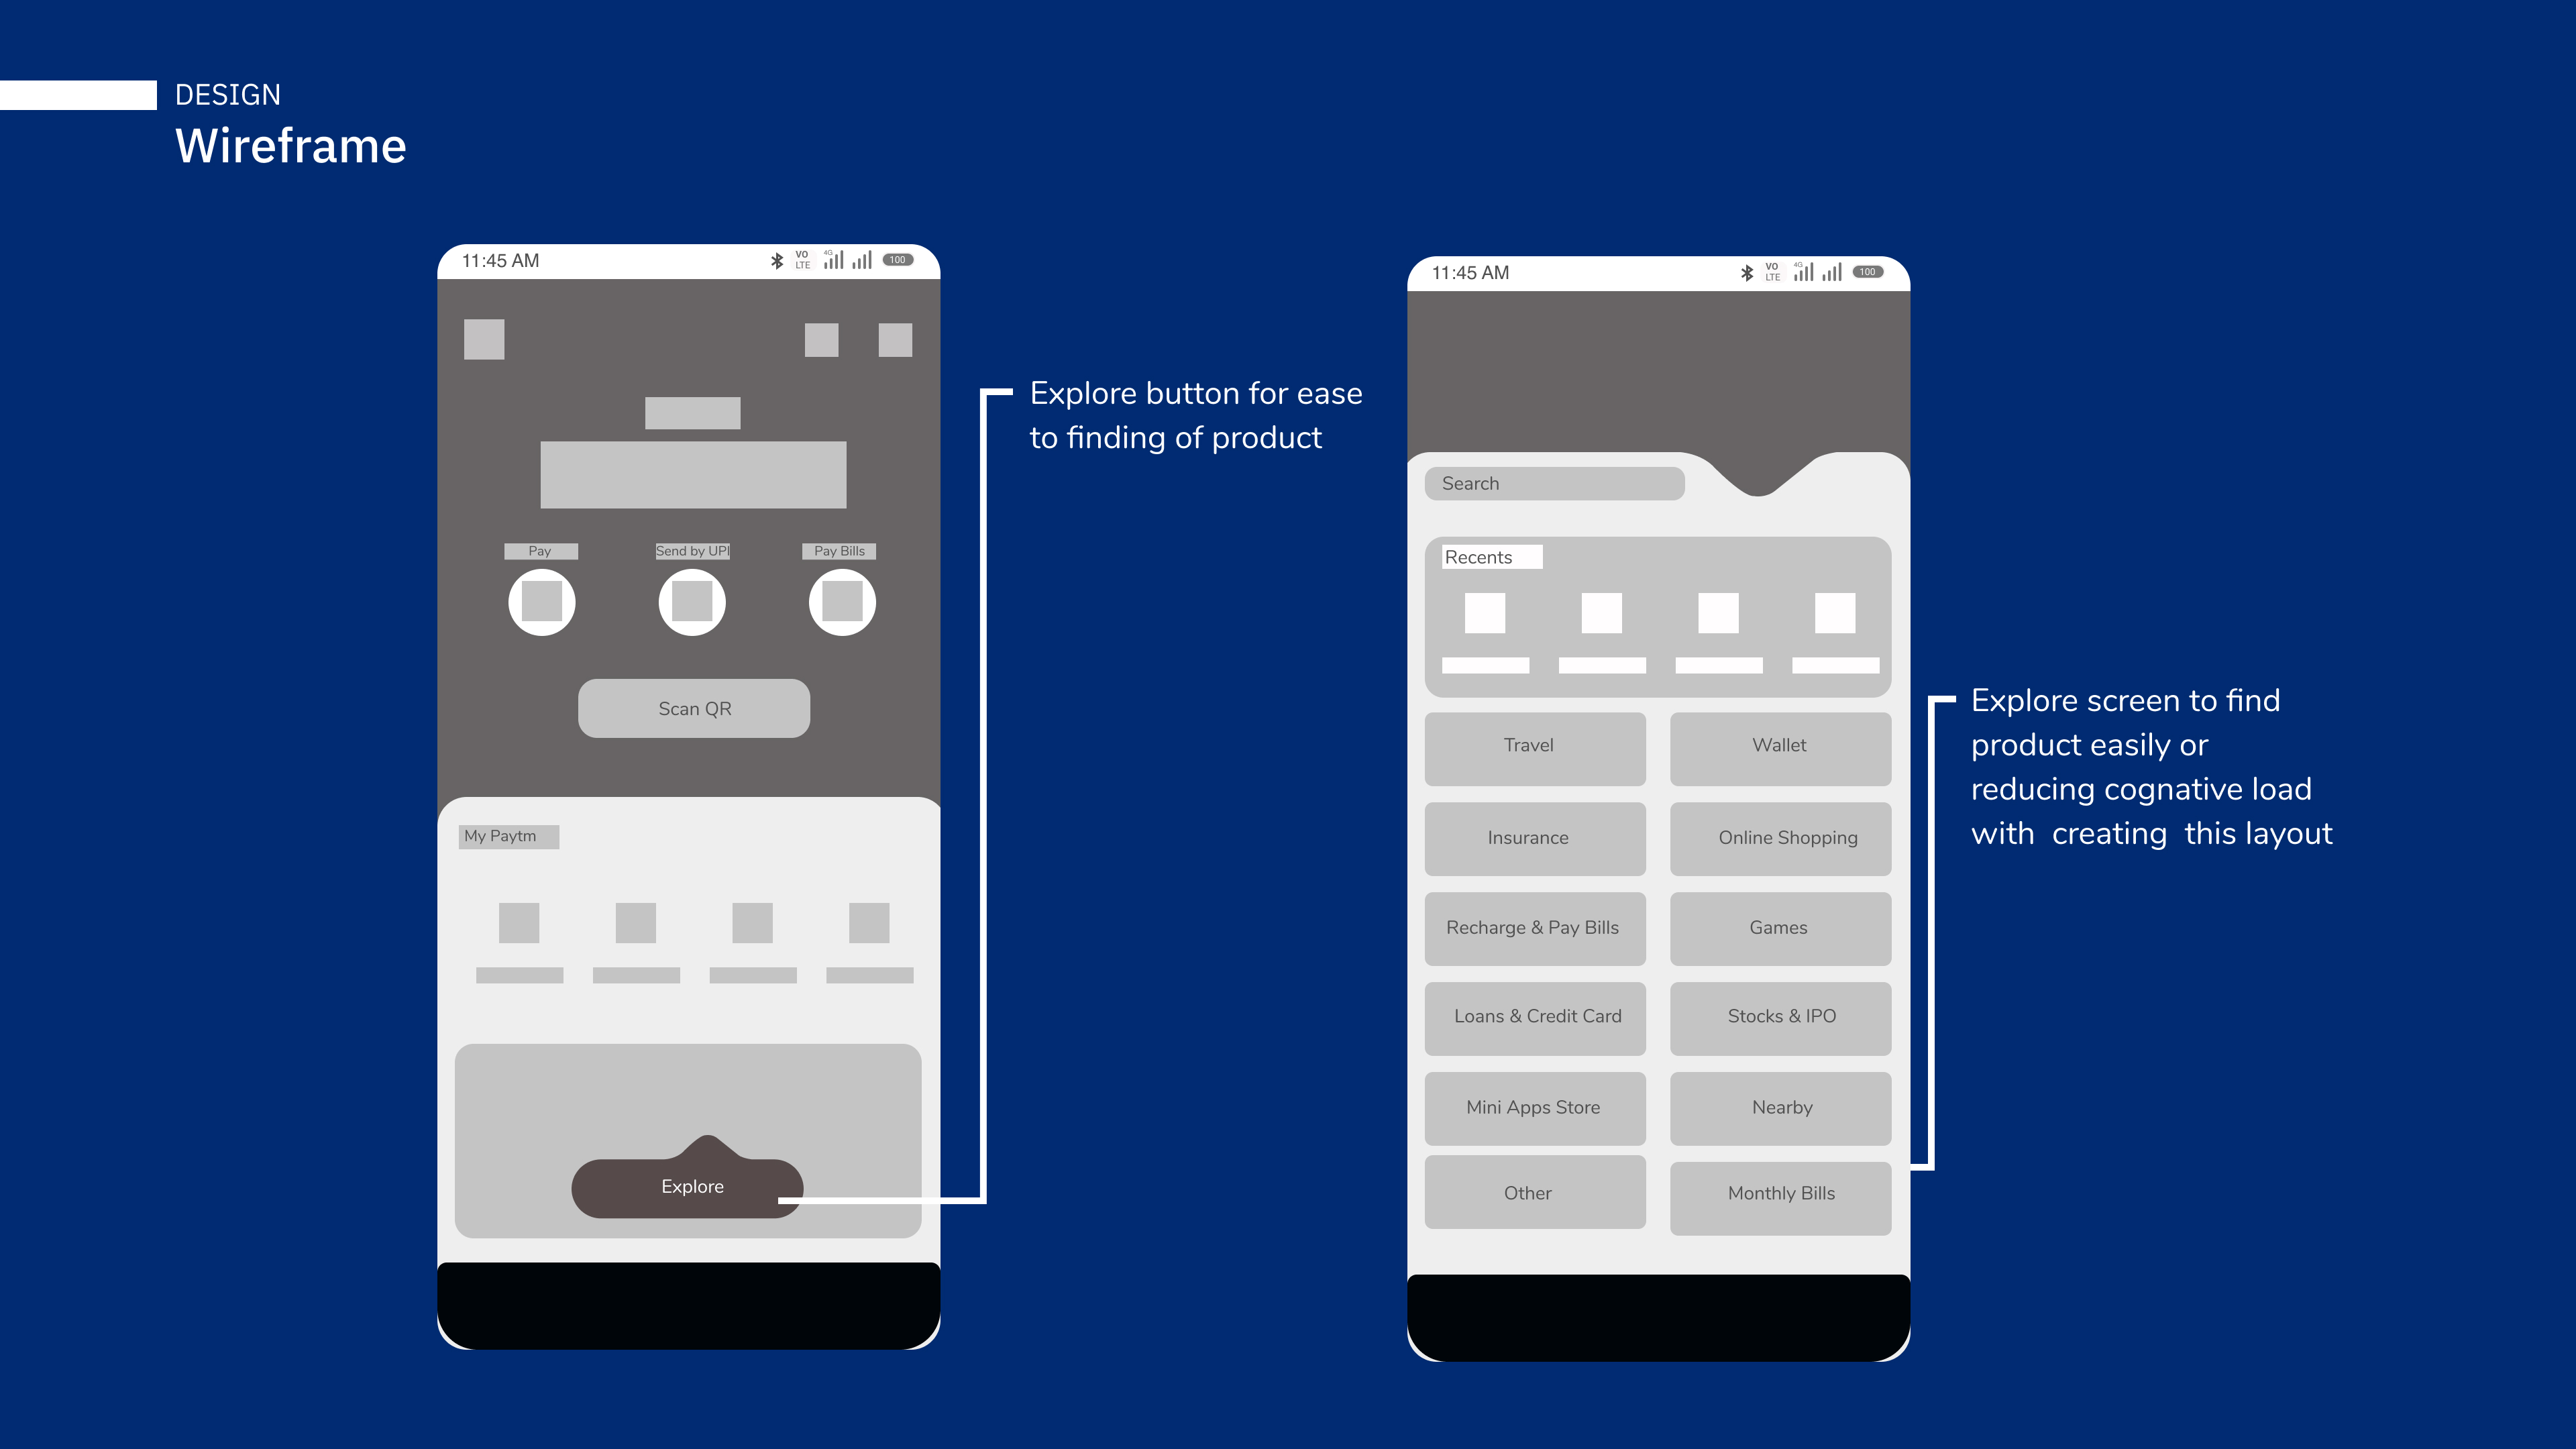 DESIGN
Wireframe
11:45 AM
VO
LTE
4G
100
Explore button for ease
to finding of product
Pay
Send by UPI
Pay Bills
Scan QR
My Paytm
Explore
11:45 AM
VO
LTE
4G
100
Search
Recents
Travel
Wallet
Insurance
Online Shopping
Recharge & Pay Bills
Games
Loans & Credit Card
Stocks & IPO
Mini Apps Store
Nearby
Other
Monthly Bills
Explore screen to find
product easily or
reducing cognative load
with creating this layout